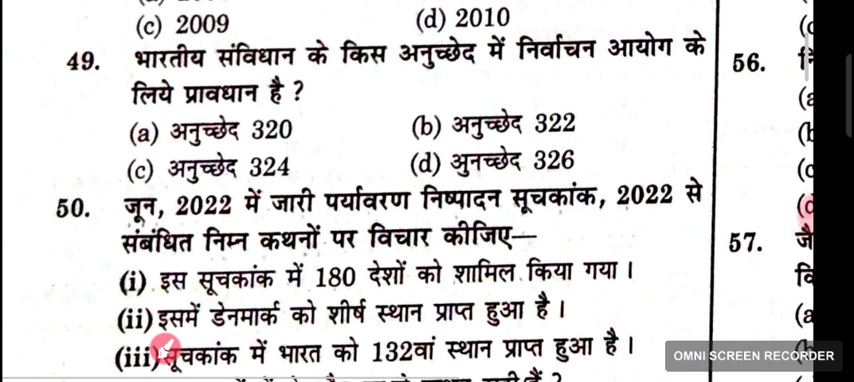 (c) 2009 (d) 2010
49. भारतीय संविधान के किस अनुच्छेद में निर्वाचन आयोग के
लिये प्रावधान है ?
(a) अनुच्छेद 320 (b) अनुच्छेद 322
(c) अनुच्छेद 324 (d) अुनच्छेद 326
50. जून, 2022 में जारी पर्यावरण निष्पादन सूचकांक, 2022 से
संबंधित निम्न कथनों पर विचार कीजिए—
(i) इस सूचकांक में 180 देशों को शामिल किया गया।
(ii) इसमें डेनमार्क को शीर्ष स्थान प्राप्त हुआ है।
(iii) सूचकांक में भारत को 132वां स्थान प्राप्त हुआ है।
56.
57.
OMNI SCREEN RECORDER